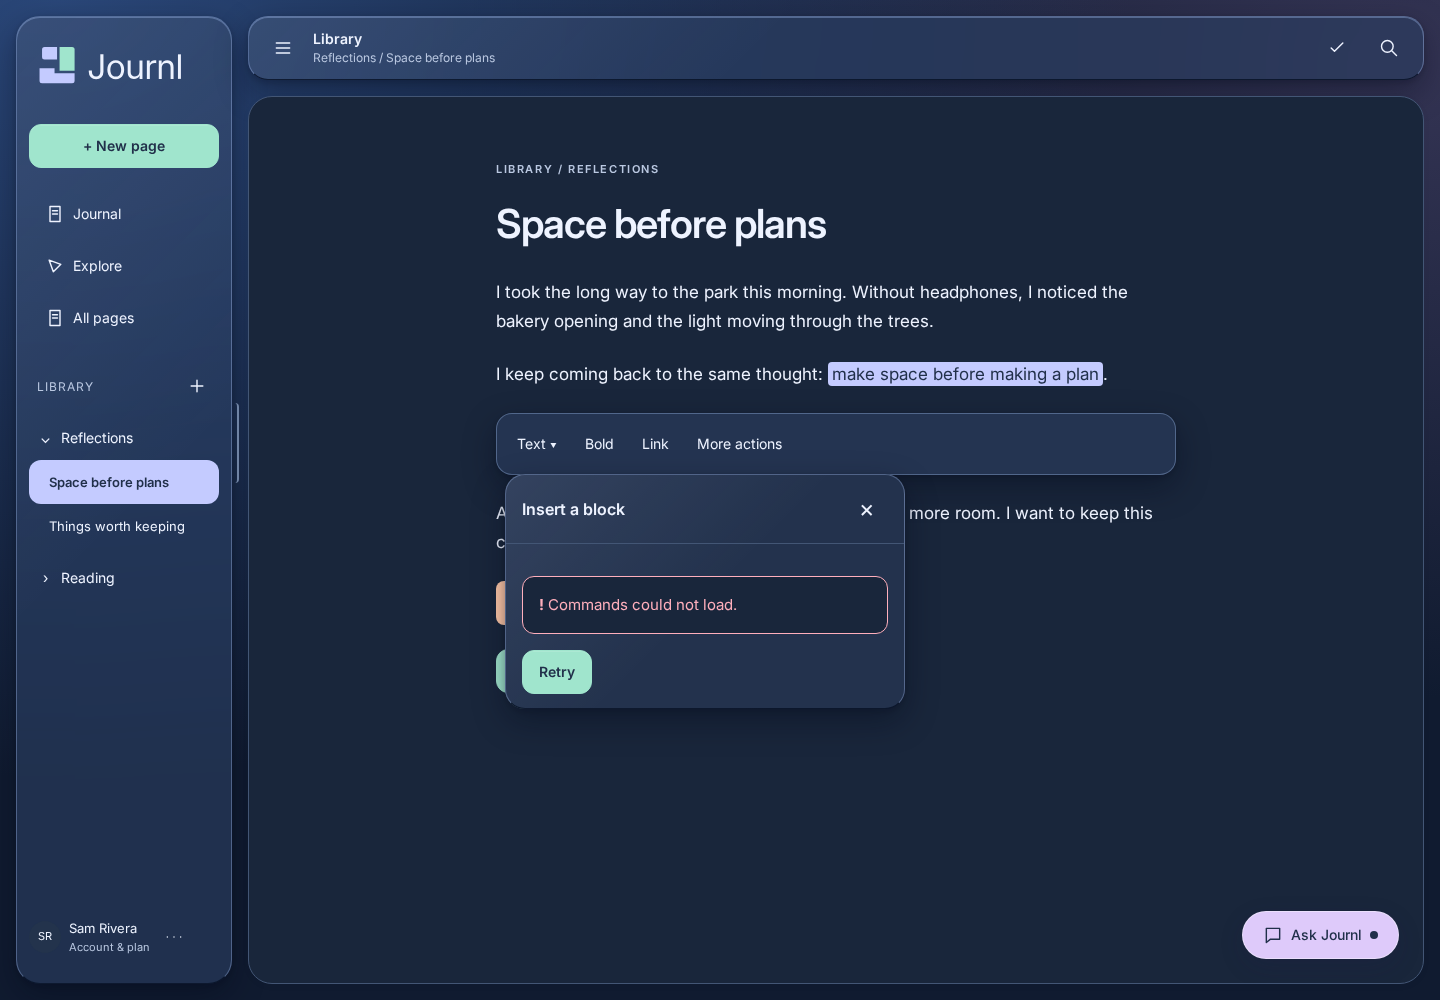 Journl
+ New page
Journal
Explore
All pages
LIBRARY
Reflections
Space before plans
Things worth keeping
Reading
SR
Sam Rivera
Account & plan
Library
Reflections / Space before plans
LIBRARY / REFLECTIONS
Space before plans
I took the long way to the park this morning. Without headphones, I noticed the
bakery opening and the light moving through the trees.
I keep coming back to the same thought: make space before making a plan.
Text Bold Link More actions
Insert a block
more room. I want to keep this
! Commands could not load.
Retry
Ask Journl